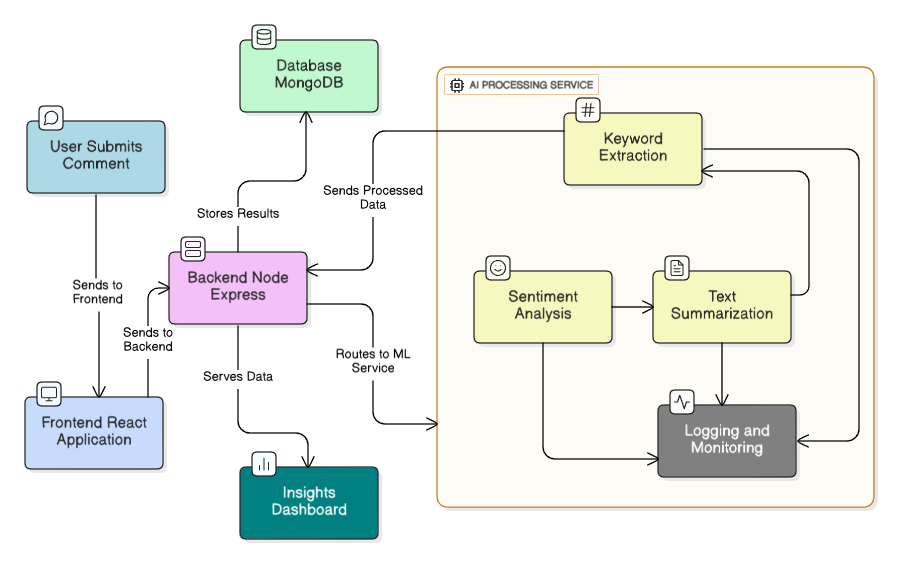 Database
MongoDB
AI PROCESSING SERVICE
Keyword
Extraction
User Submits
Comment
Sends Processed
Data
Stores Results
Backend Node
Express
Sends to
Frontend
Sentiment
Analysis
Text
Summarization
Sends to
Backend
Routes to ML
Service
Serves Data
Frontend React
Application
Logging and
Monitoring
Insights
Dashboard